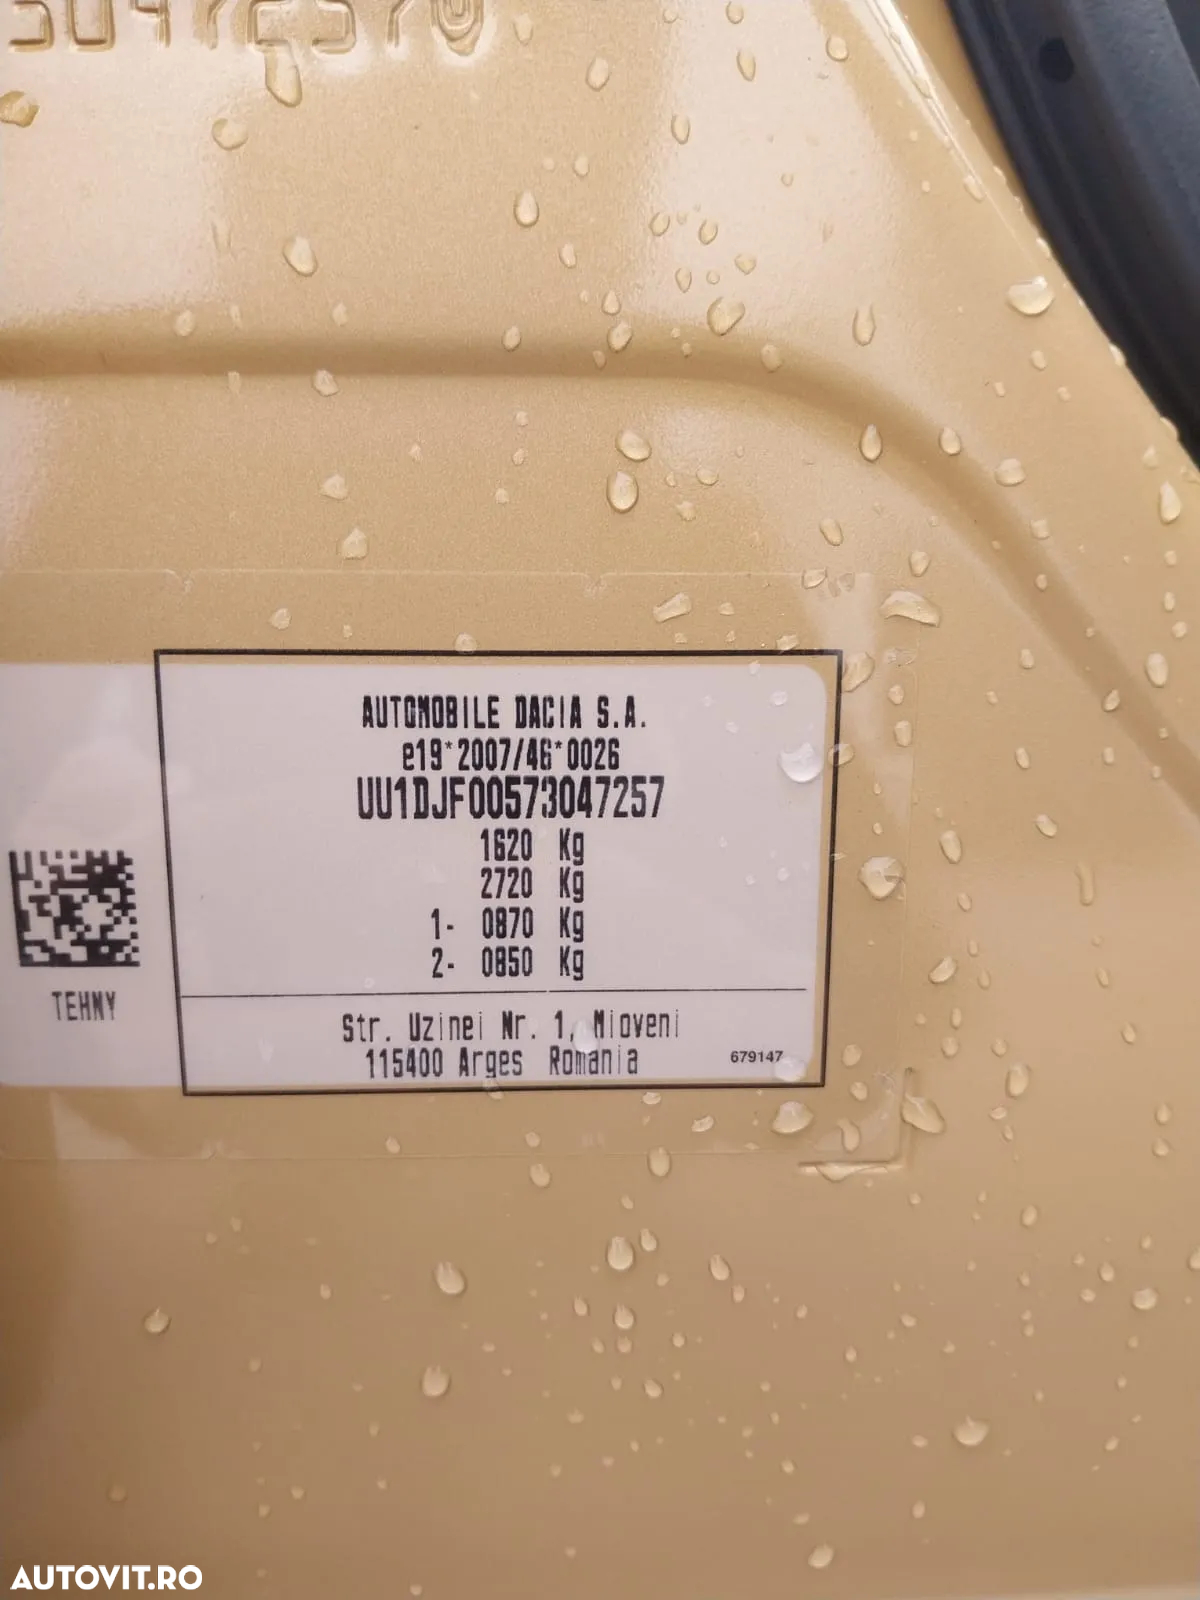 3047257
AUTOMOBILE DACIA S.A.
e19*2007/46*0026
UU1DJF00573047257
1620 Kg
2720 Kg
1- 0870 Kg
2- 0850 Kg
TEHNY
Str. Uzinei Nr. 1, Mioveni
115400 Arges Romania
679147
AUTOVIT.RO